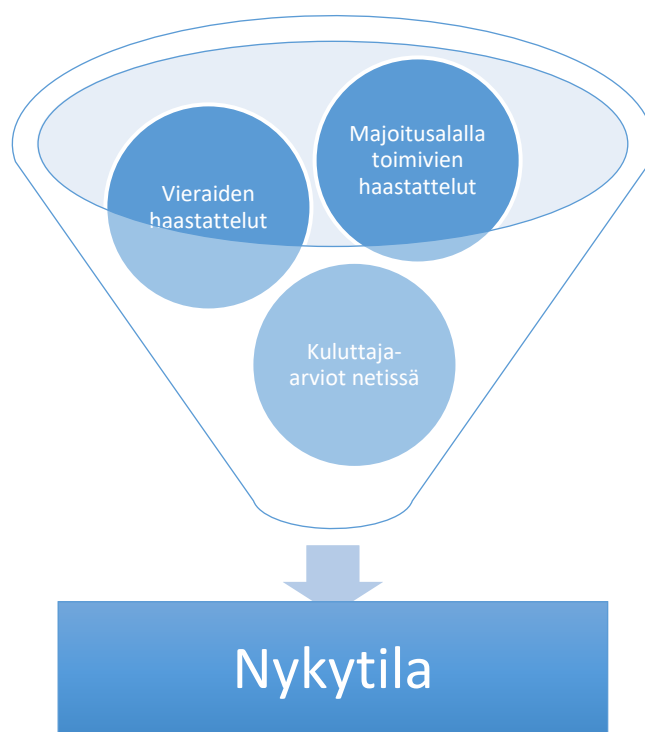 Majoitusalalla
toimivien
haastattelut
Vieraiden
haastattelut
Kuluttaja-
arviot netissä
Nykytila